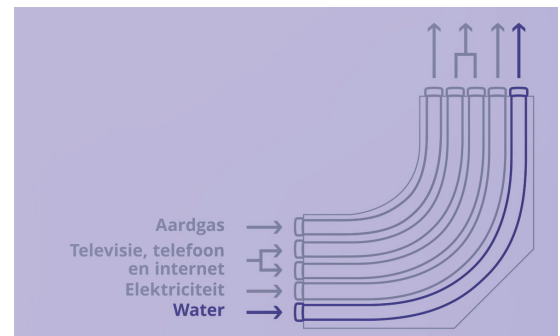 Aardgas
Televisie, telefoon
en internet
Elektriciteit
Water